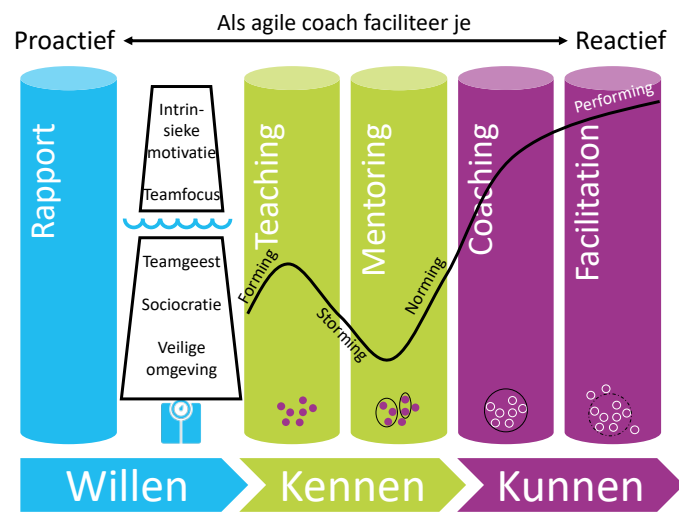 Als agile coach faciliteer je
Proactief
Reactief
Rapport
Intrin-
sieke
motivatie
Teamfocus
Teamgeest
Sociocratie
Veilige
omgeving
Teaching
Mentoring
Coaching
Facilitation
Forming
Storming
Norming
Performing
Willen
Kennen
Kunnen